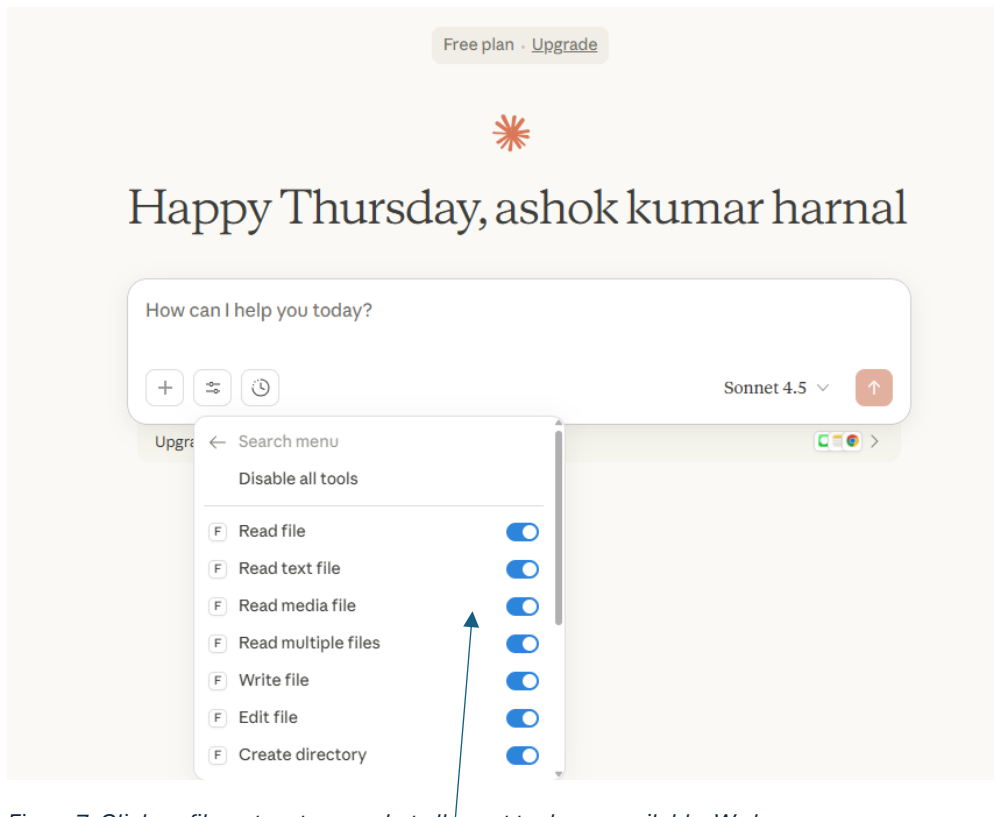 Free plan · Upgrade
Happy Thursday, ashok kumar harnal
How can I help you today?
Sonnet 4.5
Upgra
Search menu
Disable all tools
F Read file
F Read text file
F Read media file
F Read multiple files
F Write file
F Edit file
F Create directory